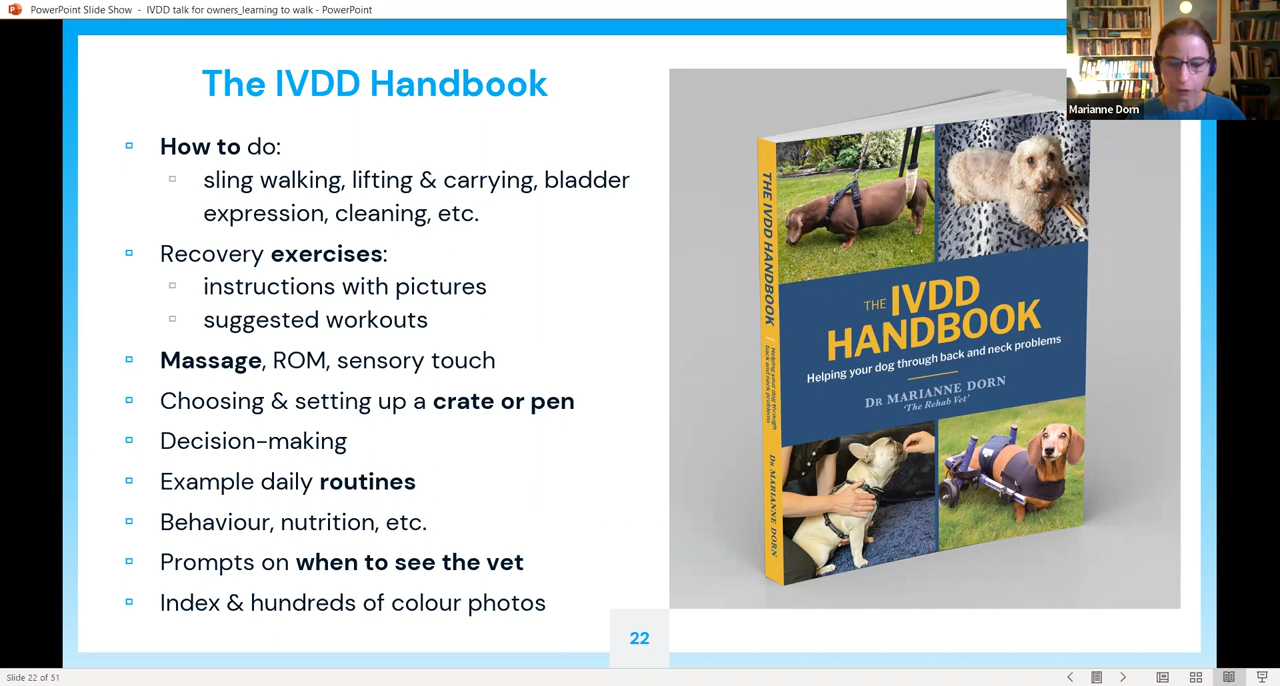 PowerPoint Slide Show - IVDD talk for owners_learning to walk - PowerPoint
Marianne Dorn
The IVDD Handbook
How to do:
sling walking, lifting & carrying, bladder
expression, cleaning, etc.
Recovery exercises:
instructions with pictures
suggested workouts
Massage, ROM, sensory touch
Choosing & setting up a crate or pen
Decision-making
Example daily routines
Behaviour, nutrition, etc.
Prompts on when to see the vet
Index & hundreds of colour photos
22
THE IVDD HANDBOOK
Helping your dog through
back and neck problems
DR MARIANNE DORN
THE IVDD
HANDBOOK
Helping your dog through back and neck problems
DR MARIANNE DORN
'The Rehab Vet'
Slide 22 of 51